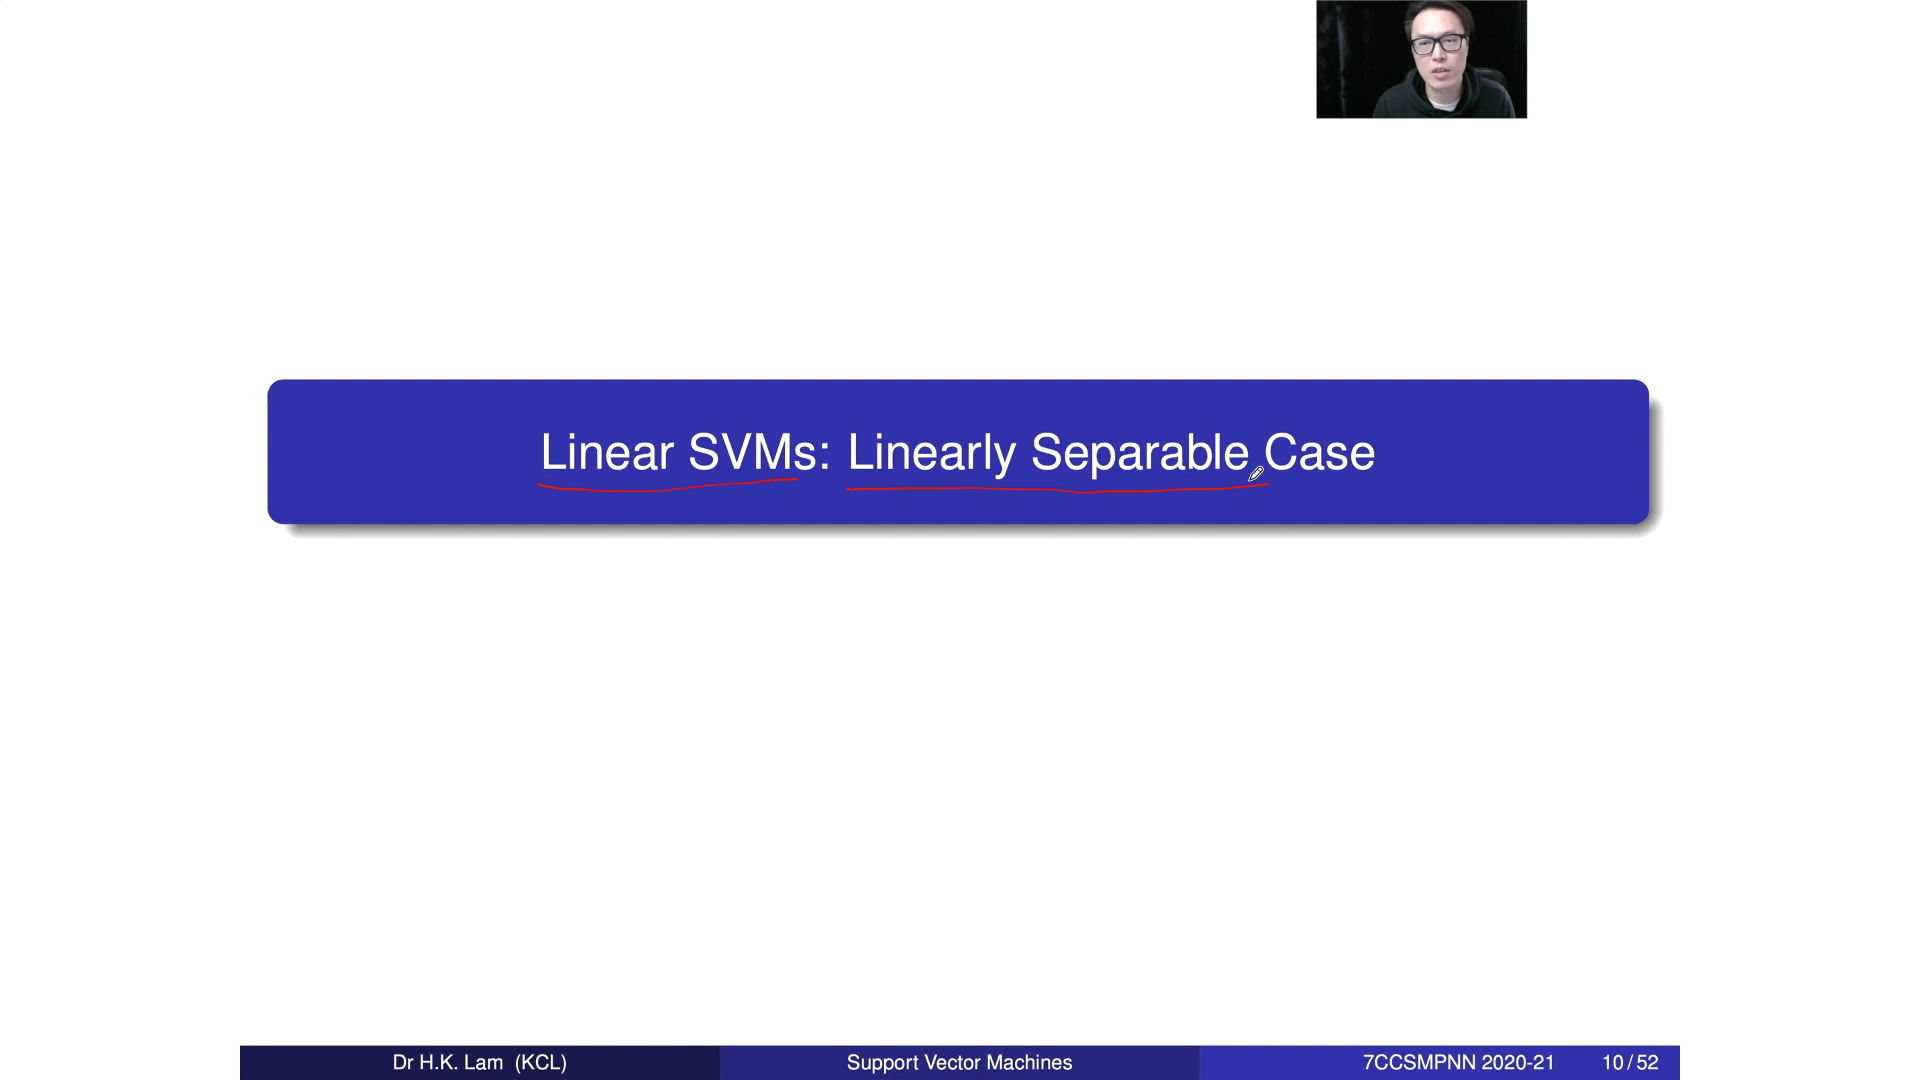 Linear SVMs: Linearly Separable Case
Dr H.K. Lam (KCL)
Support Vector Machines
7CCSMPNN 2020-21
10 / 52